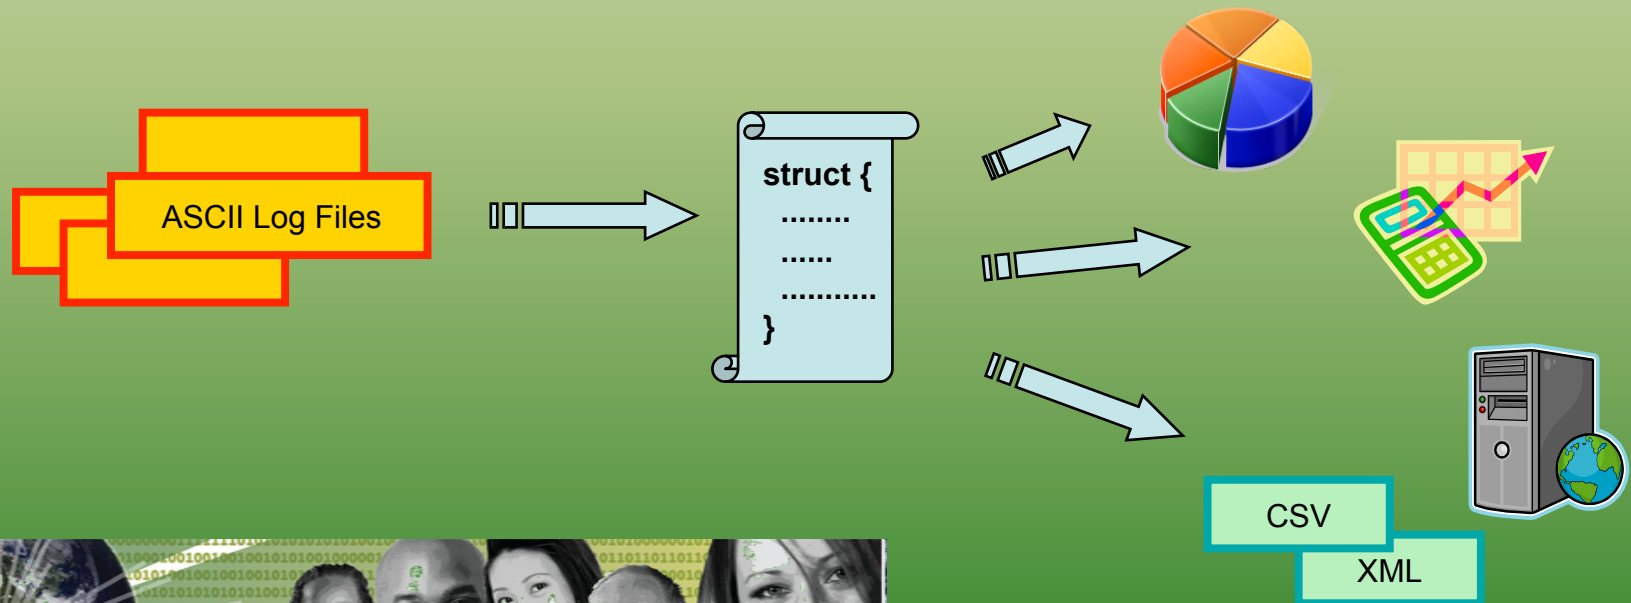 ASCII Log Files
struct {
........
......
...........
}
CSV
XML